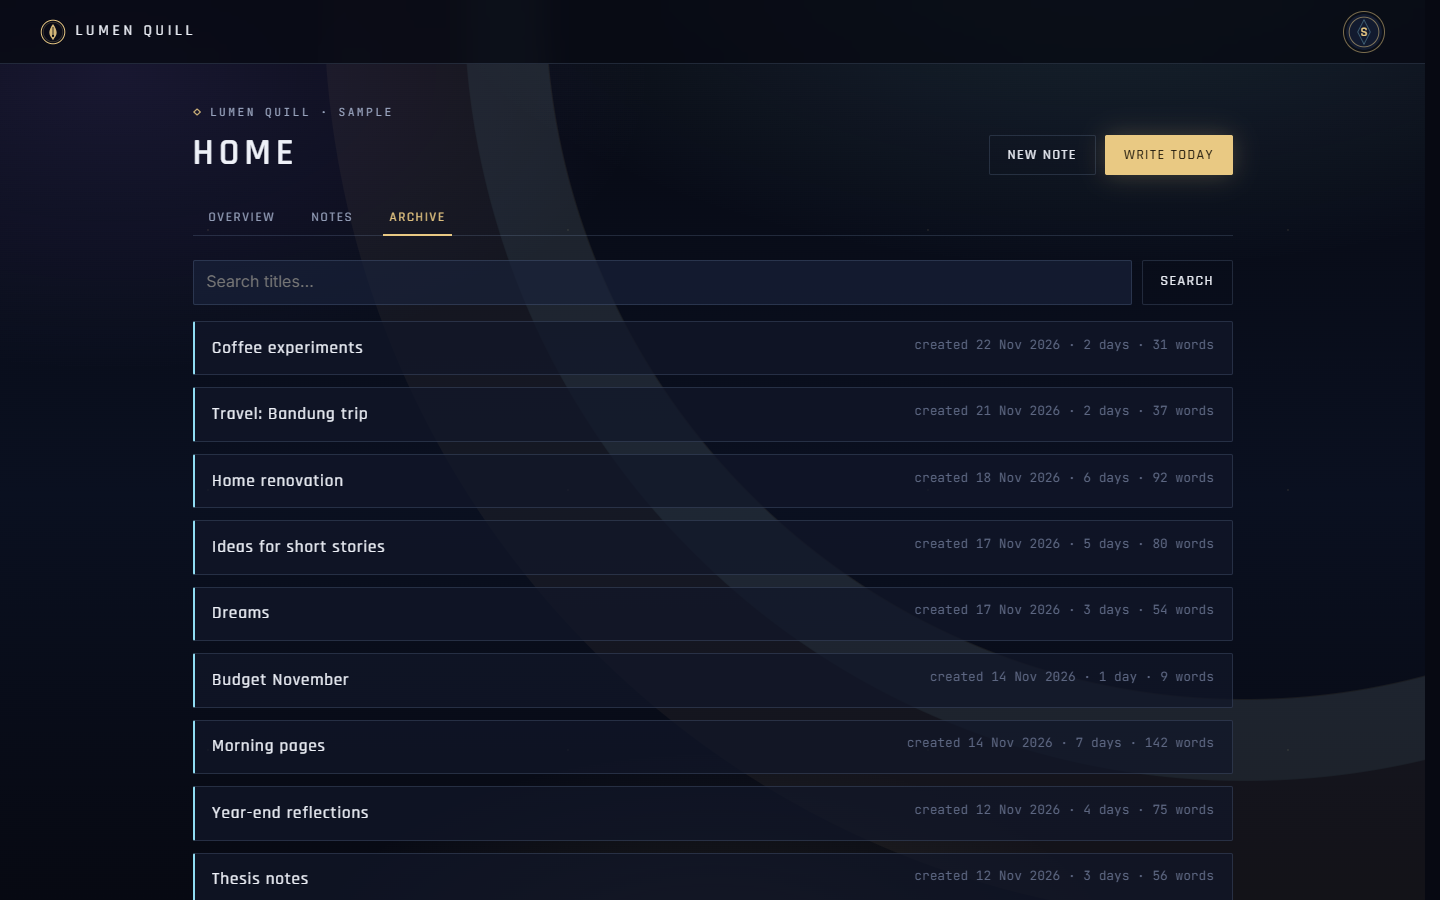 LUMEN QUILL
S
LUMEN QUILL · SAMPLE
HOME
NEW NOTE
WRITE TODAY
OVERVIEW
NOTES
ARCHIVE
Search titles...
SEARCH
Coffee experiments
created 22 Nov 2026 · 2 days · 31 words
Travel: Bandung trip
created 21 Nov 2026 · 2 days · 37 words
Home renovation
created 18 Nov 2026 · 6 days · 92 words
Ideas for short stories
created 17 Nov 2026 · 5 days · 80 words
Dreams
created 17 Nov 2026 · 3 days · 54 words
Budget November
created 14 Nov 2026 · 1 day · 9 words
Morning pages
created 14 Nov 2026 · 7 days · 142 words
Year-end reflections
created 12 Nov 2026 · 4 days · 75 words
Thesis notes
created 12 Nov 2026 · 3 days · 56 words